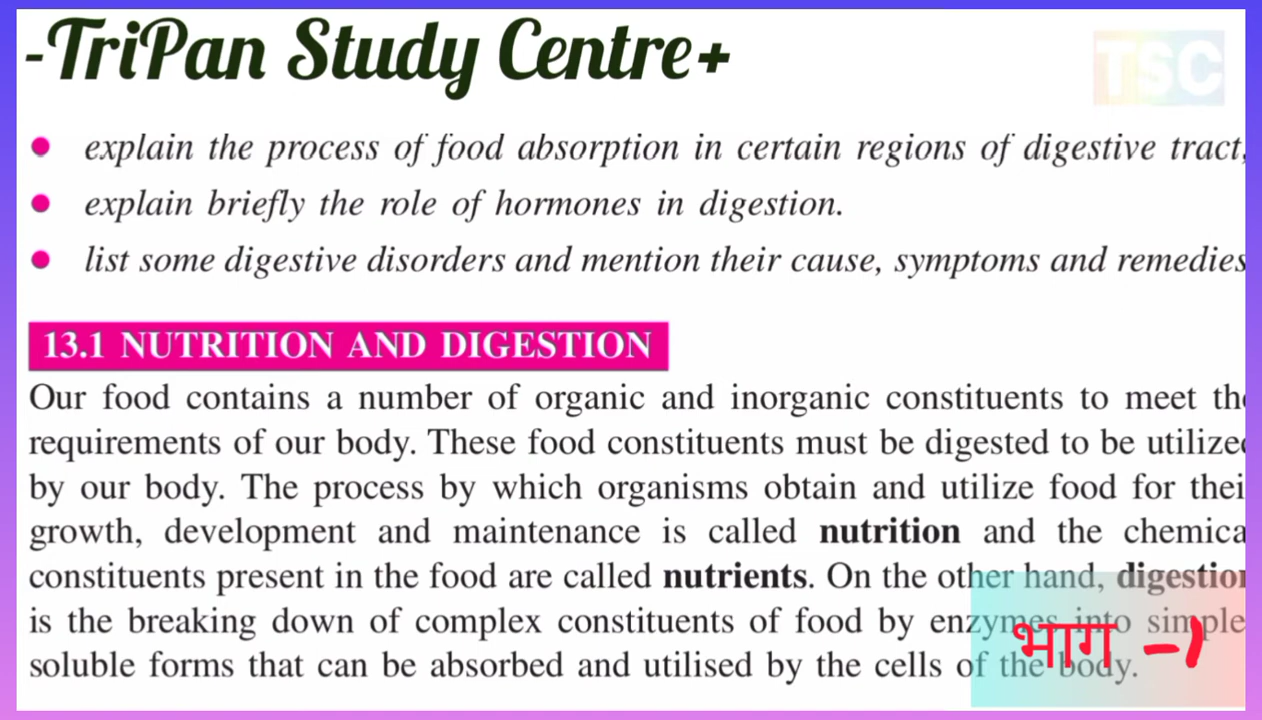 -TriPan Study Centre+
TSC
• explain the process of food absorption in certain regions of digestive tract,
• explain briefly the role of hormones in digestion.
• list some digestive disorders and mention their cause, symptoms and remedies
13.1 NUTRITION AND DIGESTION
Our food contains a number of organic and inorganic constituents to meet the
requirements of our body. These food constituents must be digested to be utilized
by our body. The process by which organisms obtain and utilize food for thei
growth, development and maintenance is called nutrition and the chemica
constituents present in the food are called nutrients. On the other hand, digestion
is the breaking down of complex constituents of food by enzymes into simple
soluble forms that can be absorbed and utilised by the cells of the body.
भाग -1